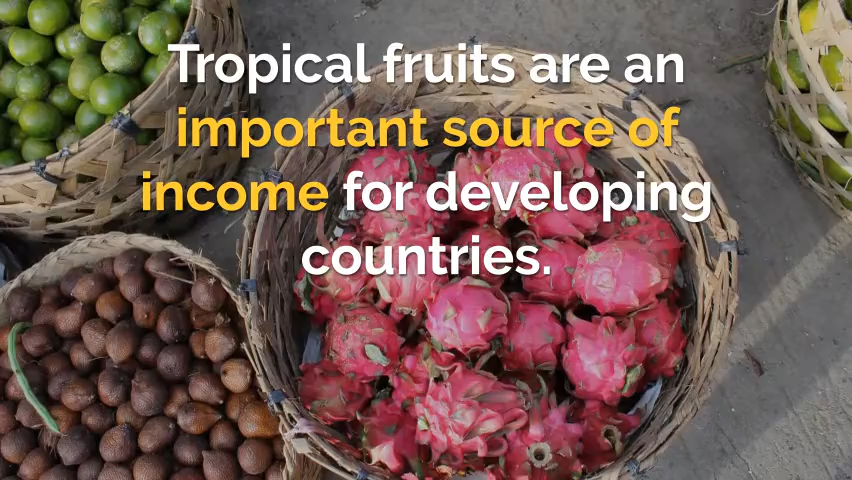 Tropical fruits are an
important source of
income for developing
countries.